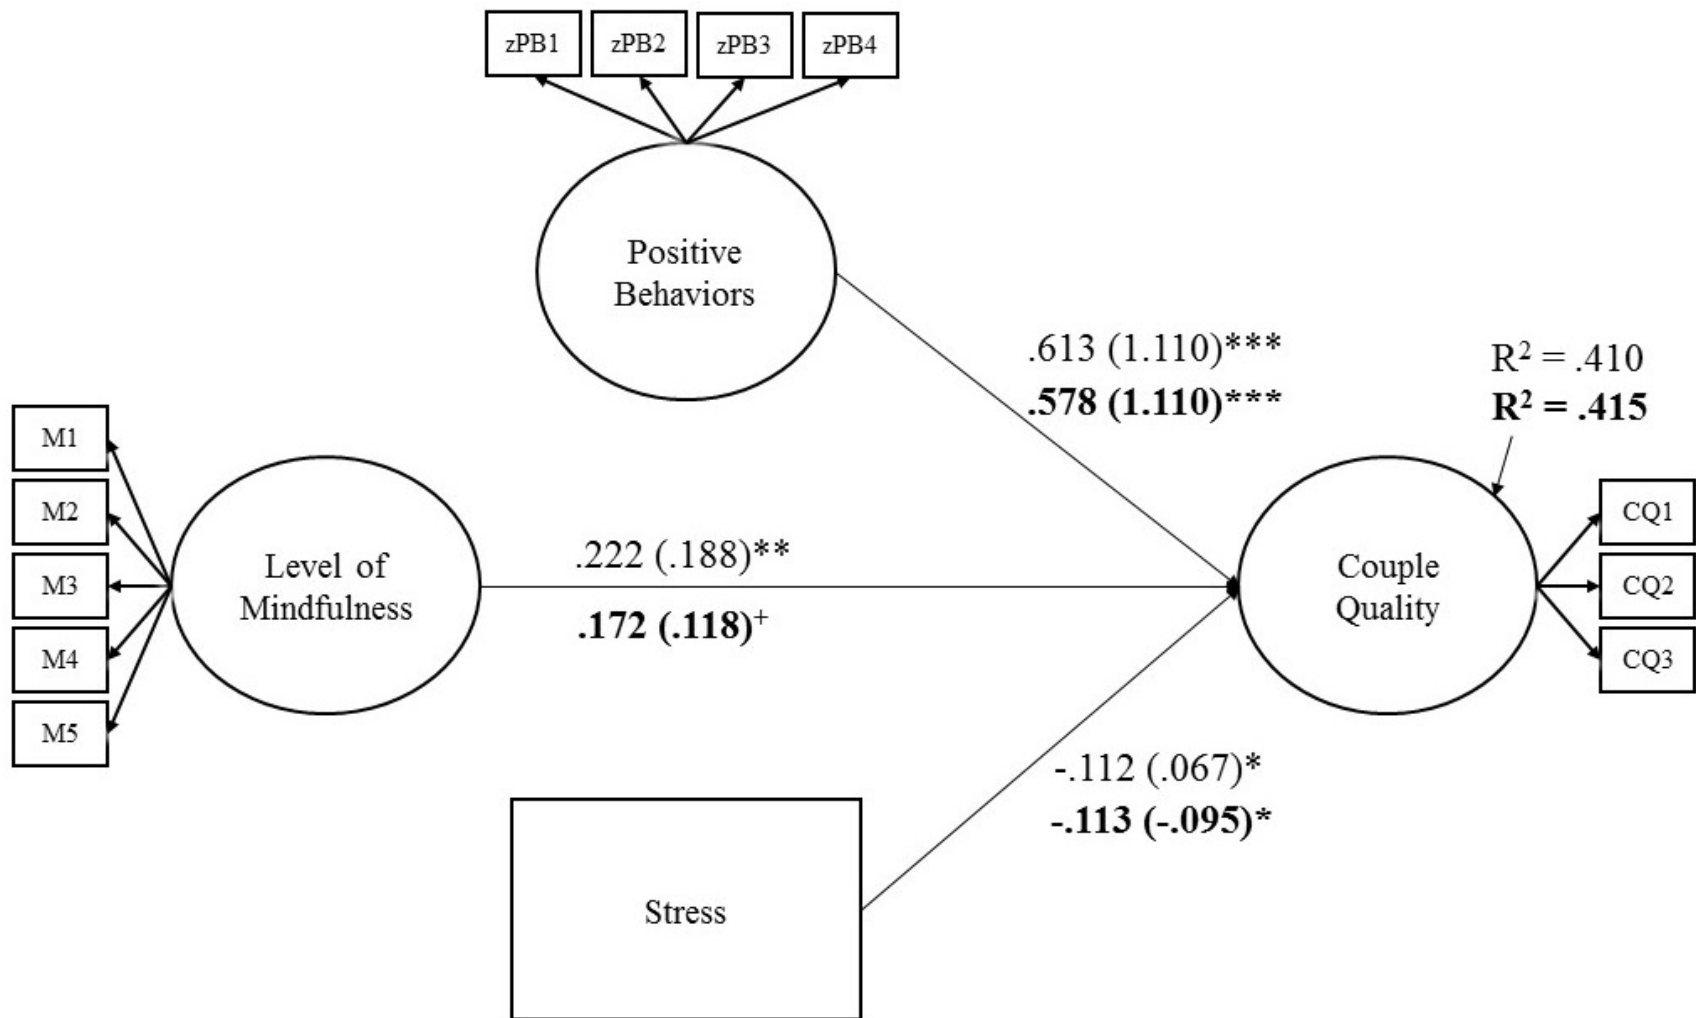 zPB1 zPB2 zPB3 zPB4
Positive
Behaviors
.613 (1.110)***
.578 (1.110)***
R² = .410
R² = .415
M1
M2
M3
M4
M5
Level of
Mindfulness
.222 (.188)**
.172 (.118)⁺
Couple
Quality
CQ1
CQ2
CQ3
-.112 (.067)*
-.113 (-.095)*
Stress